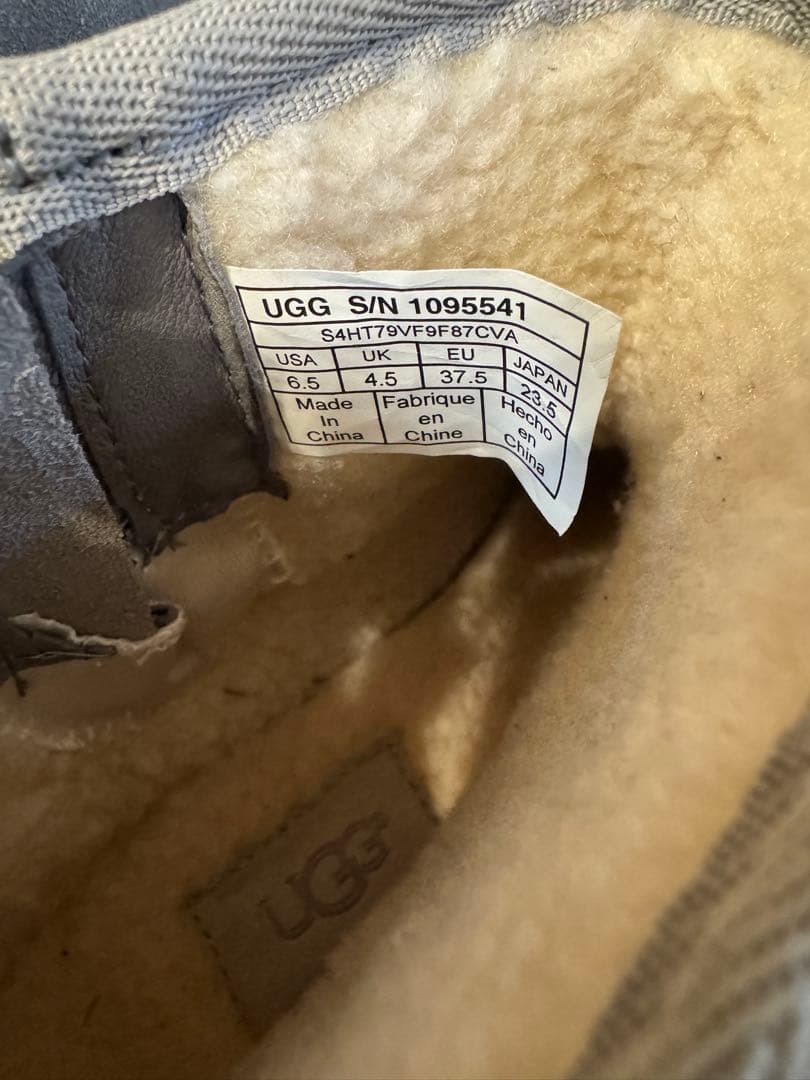 UGG S/N 1095541
S4HT79VF9F87CVA
USA UK EU JAPAN
6.5 4.5 37.5 23.5
Made In China
Fabrique en Chine
Hecho en China
UGG